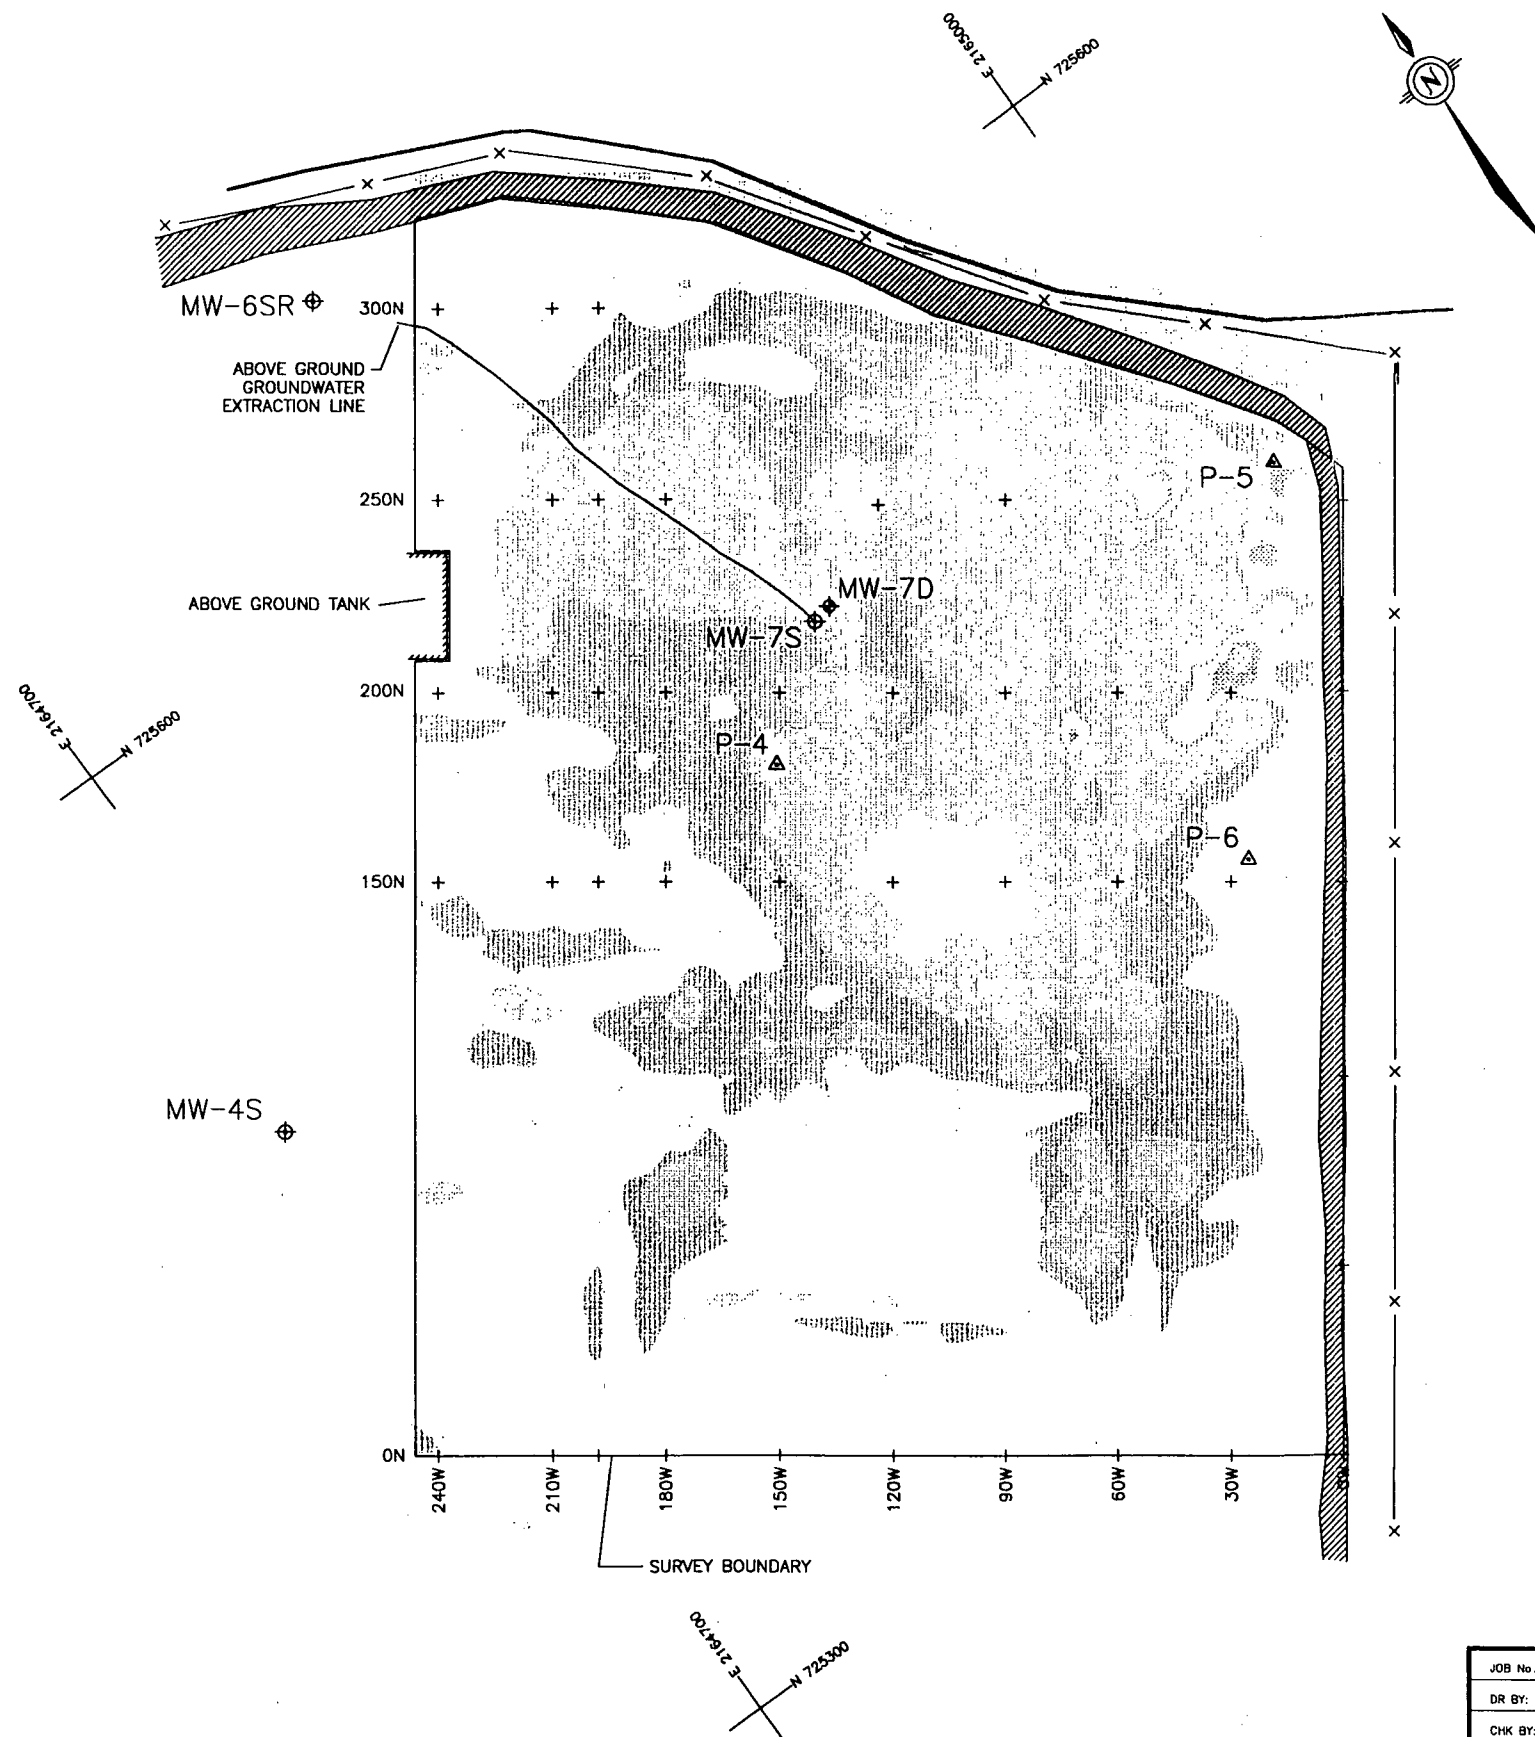 E 2165000
N 725600
N
MW-6SR
300N
ABOVE GROUND
GROUNDWATER
EXTRACTION LINE
P-5
250N
MW-7D
ABOVE GROUND TANK
MW-7S
200N
E 2164700
N 725600
P-4
P-6
150N
MW-4S
0N
240W
210W
180W
150W
120W
90W
60W
30W
SURVEY BOUNDARY
E 2164700
N 725300
JOB No.
DR BY:
CHK BY: